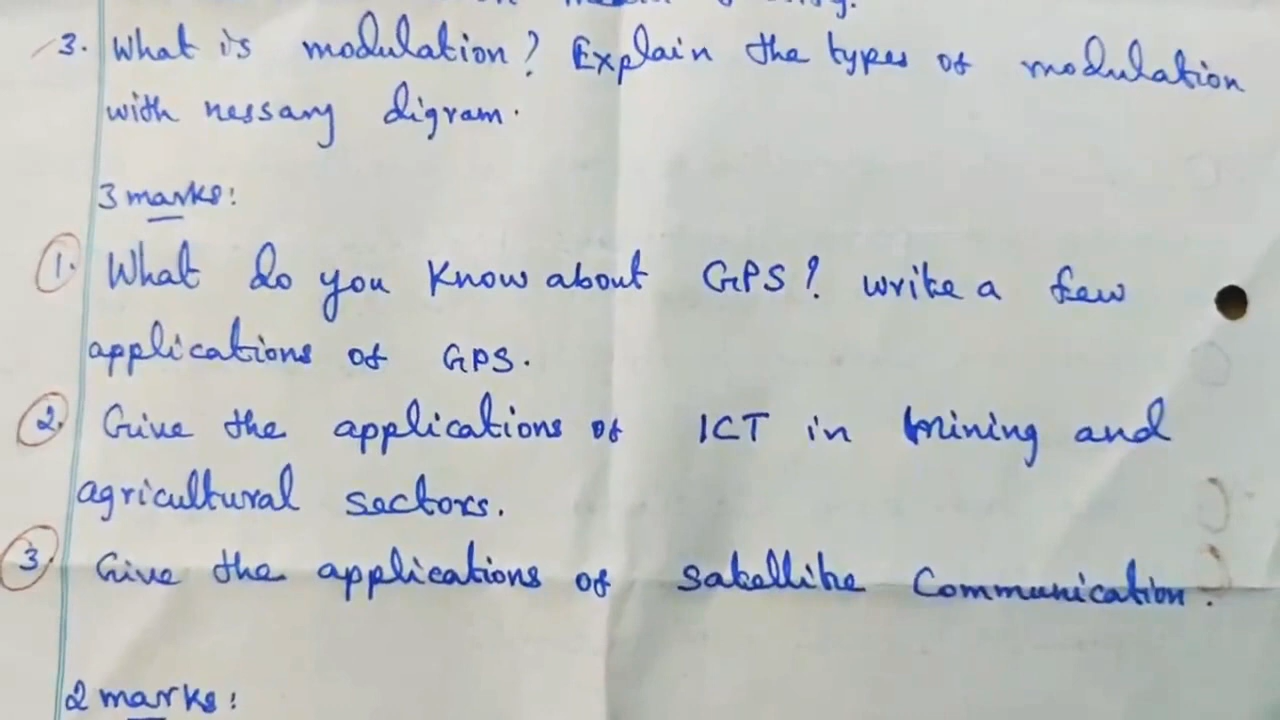 3. What is modulation? Explain the types of modulation
with nessary digram.
3 marks:
1. What do you know about GPS? write a few
applications of GPS.
2. Give the applications of ICT in mining and
agricultural sectors.
3. Give the applications of satellite Communication.
2 marks: